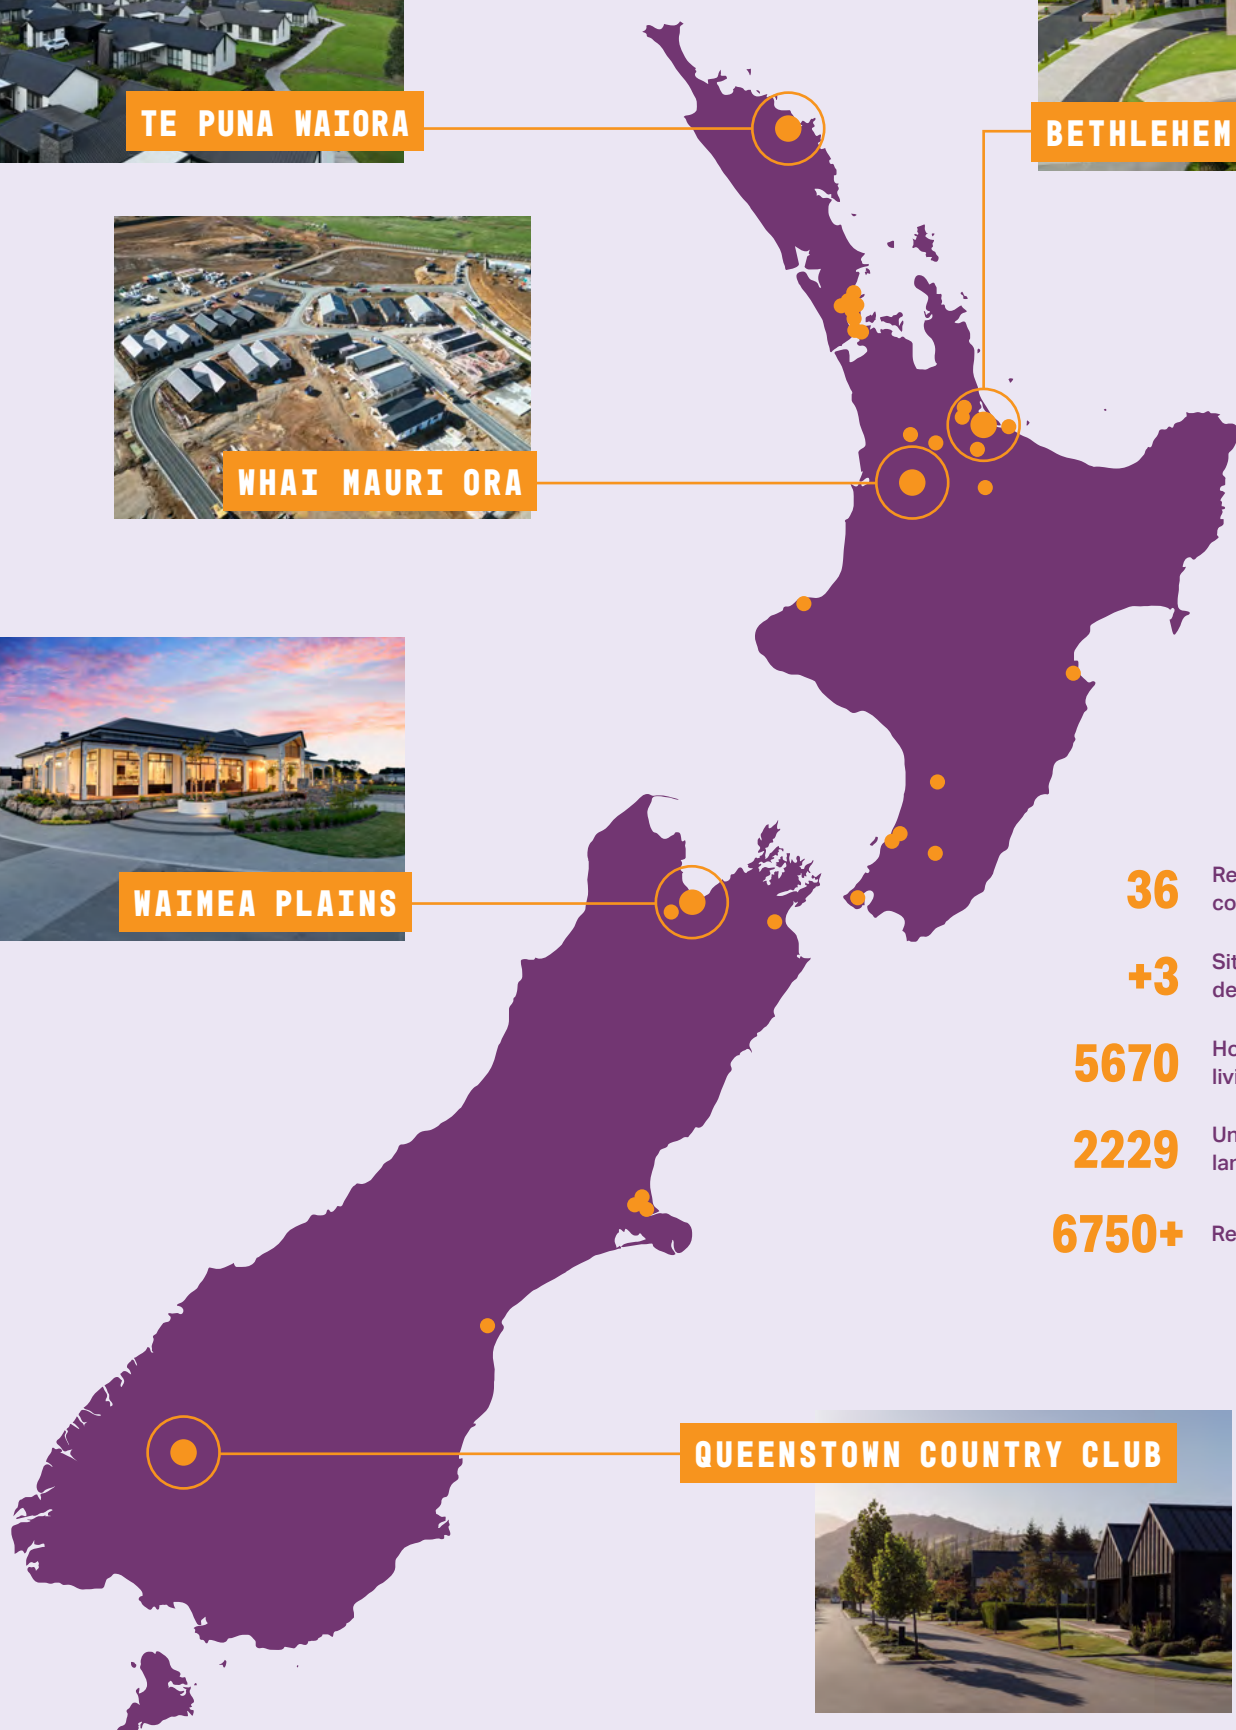 TE PUNA WAIORA
BETHLEHEM
WHAI MAURI ORA
WAIMEA PLAINS
36
+3
5670
2229
6750+
QUEENSTOWN COUNTRY CLUB